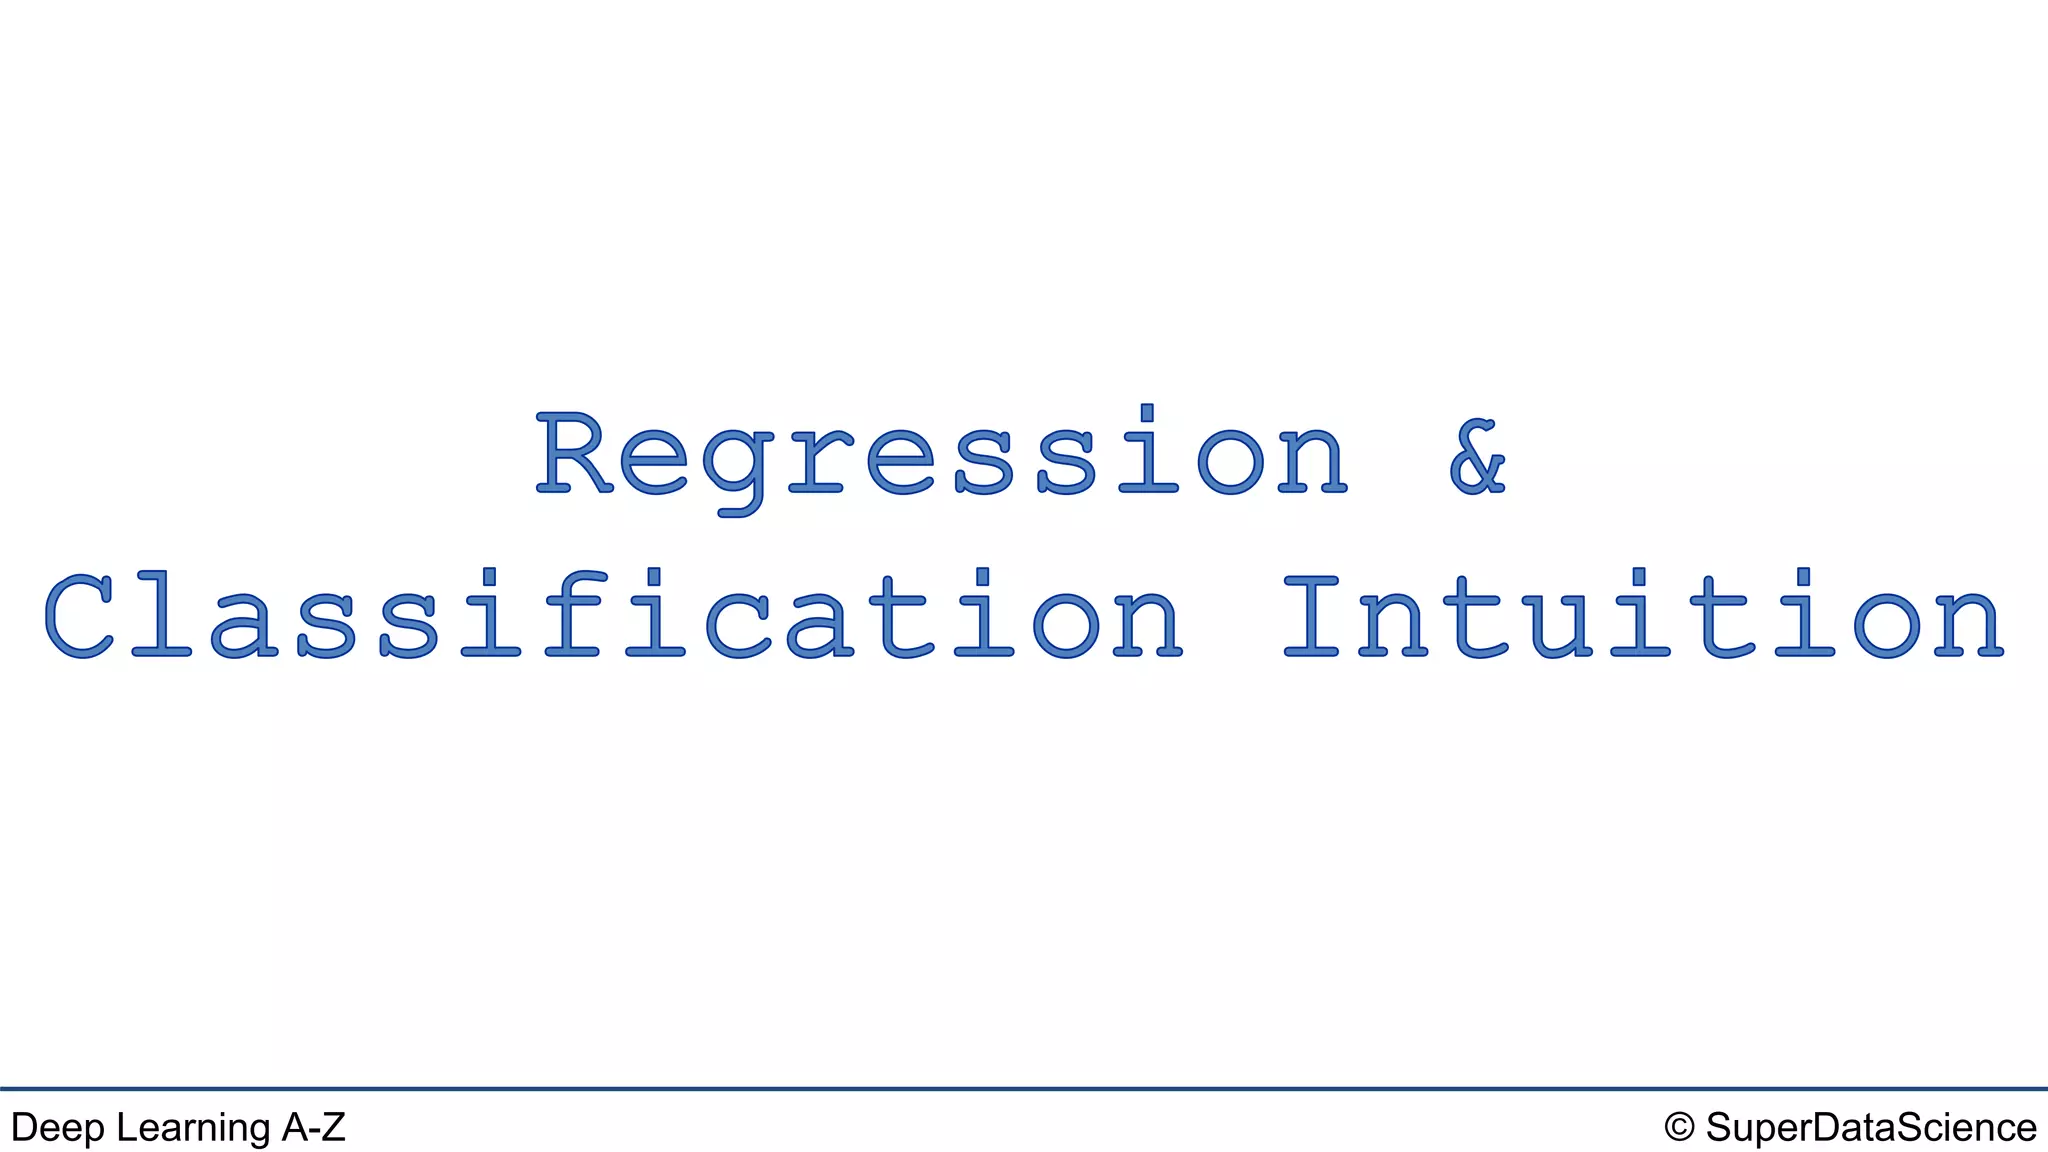 Regression &
Classification Intuition
Deep Learning A-Z
© SuperDataScience